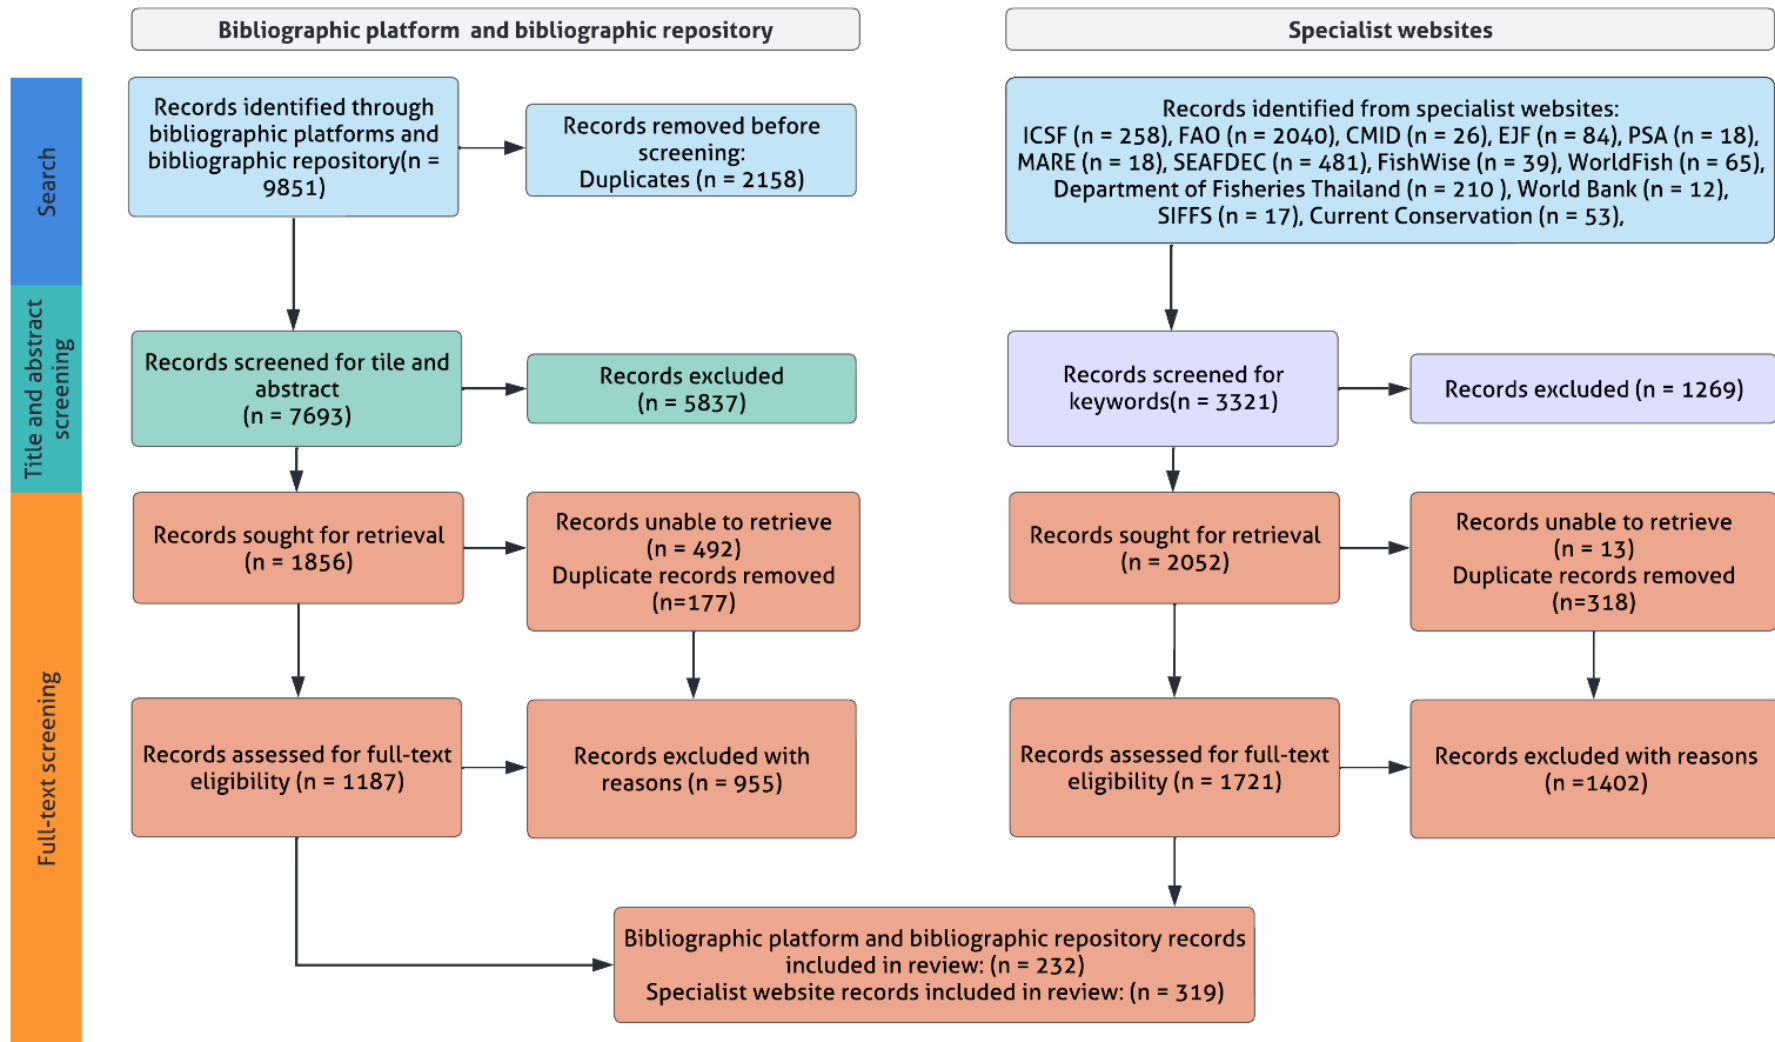 Bibliographic platform and bibliographic repository
Specialist websites
Search
Records identified through
bibliographic platforms and
bibliographic repository(n =
9851)
Records removed before
screening:
Duplicates (n = 2158)
Records identified from specialist websites:
ICSF (n = 258), FAO (n = 2040), CMID (n = 26), EJF (n = 84), PSA (n = 18),
MARE (n = 18), SEAFDEC (n = 481), FishWise (n = 39), WorldFish (n = 65),
Department of Fisheries Thailand (n = 210 ), World Bank (n = 12),
SIFFS (n = 17), Current Conservation (n = 53),
Title and abstract
screening
Records screened for tile and
abstract
(n = 7693)
Records excluded
(n = 5837)
Records screened for
keywords(n = 3321)
Records excluded (n = 1269)
Full-text screening
Records sought for retrieval
(n = 1856)
Records unable to retrieve
(n = 492)
Duplicate records removed
(n=177)
Records sought for retrieval
(n = 2052)
Records unable to retrieve
(n = 13)
Duplicate records removed
(n=318)
Records assessed for full-text
eligibility (n = 1187)
Records excluded with
reasons (n = 955)
Records assessed for full-text
eligibility (n = 1721)
Records excluded with reasons
(n =1402)
Bibliographic platform and bibliographic repository records
included in review: (n = 232)
Specialist website records included in review: (n = 319)